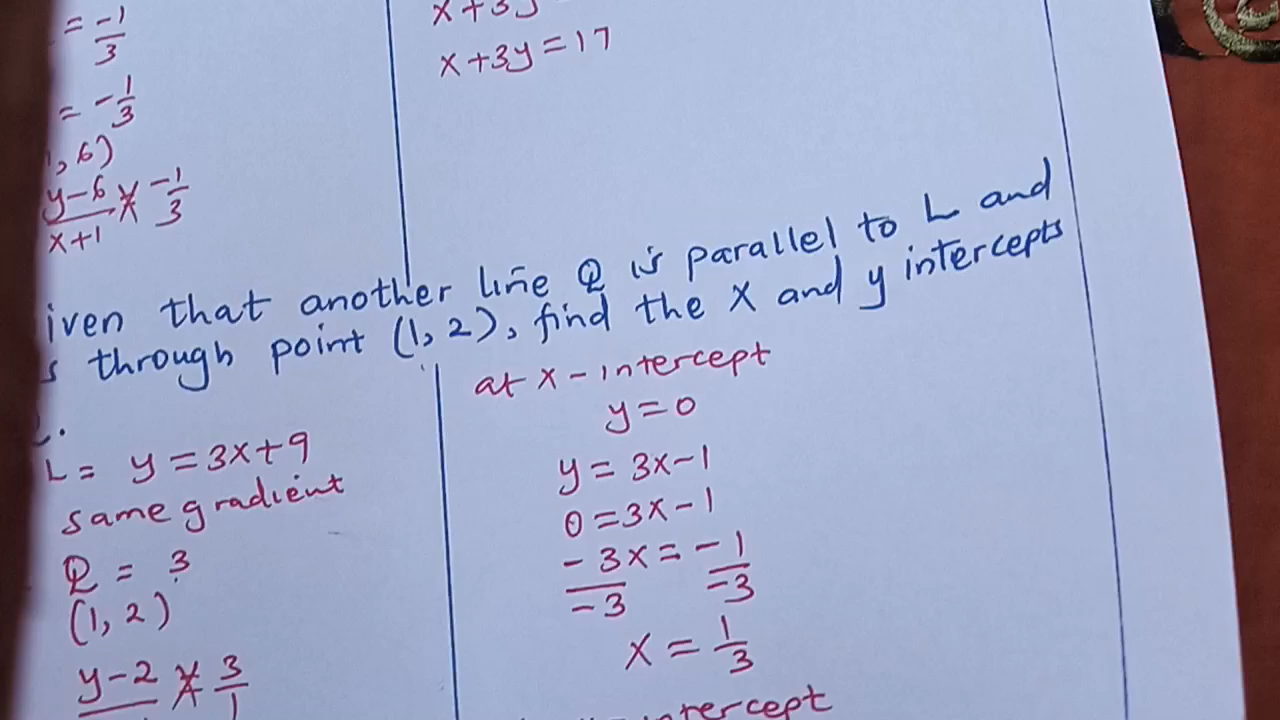 = -1/3
= -1/3
, 6)
y-6/x+1 -1/3
x+3y
x+3y=17
iven that another line Q is parallel to L and
s through point (1, 2), find the x and y intercepts
L= y=3x+9
same gradient
Q = 3
(1, 2)
y-2 3/1
at x-intercept
y=0
y=3x-1
0=3x-1
-3x/-3 = -1/-3
x = 1/3
ntercept